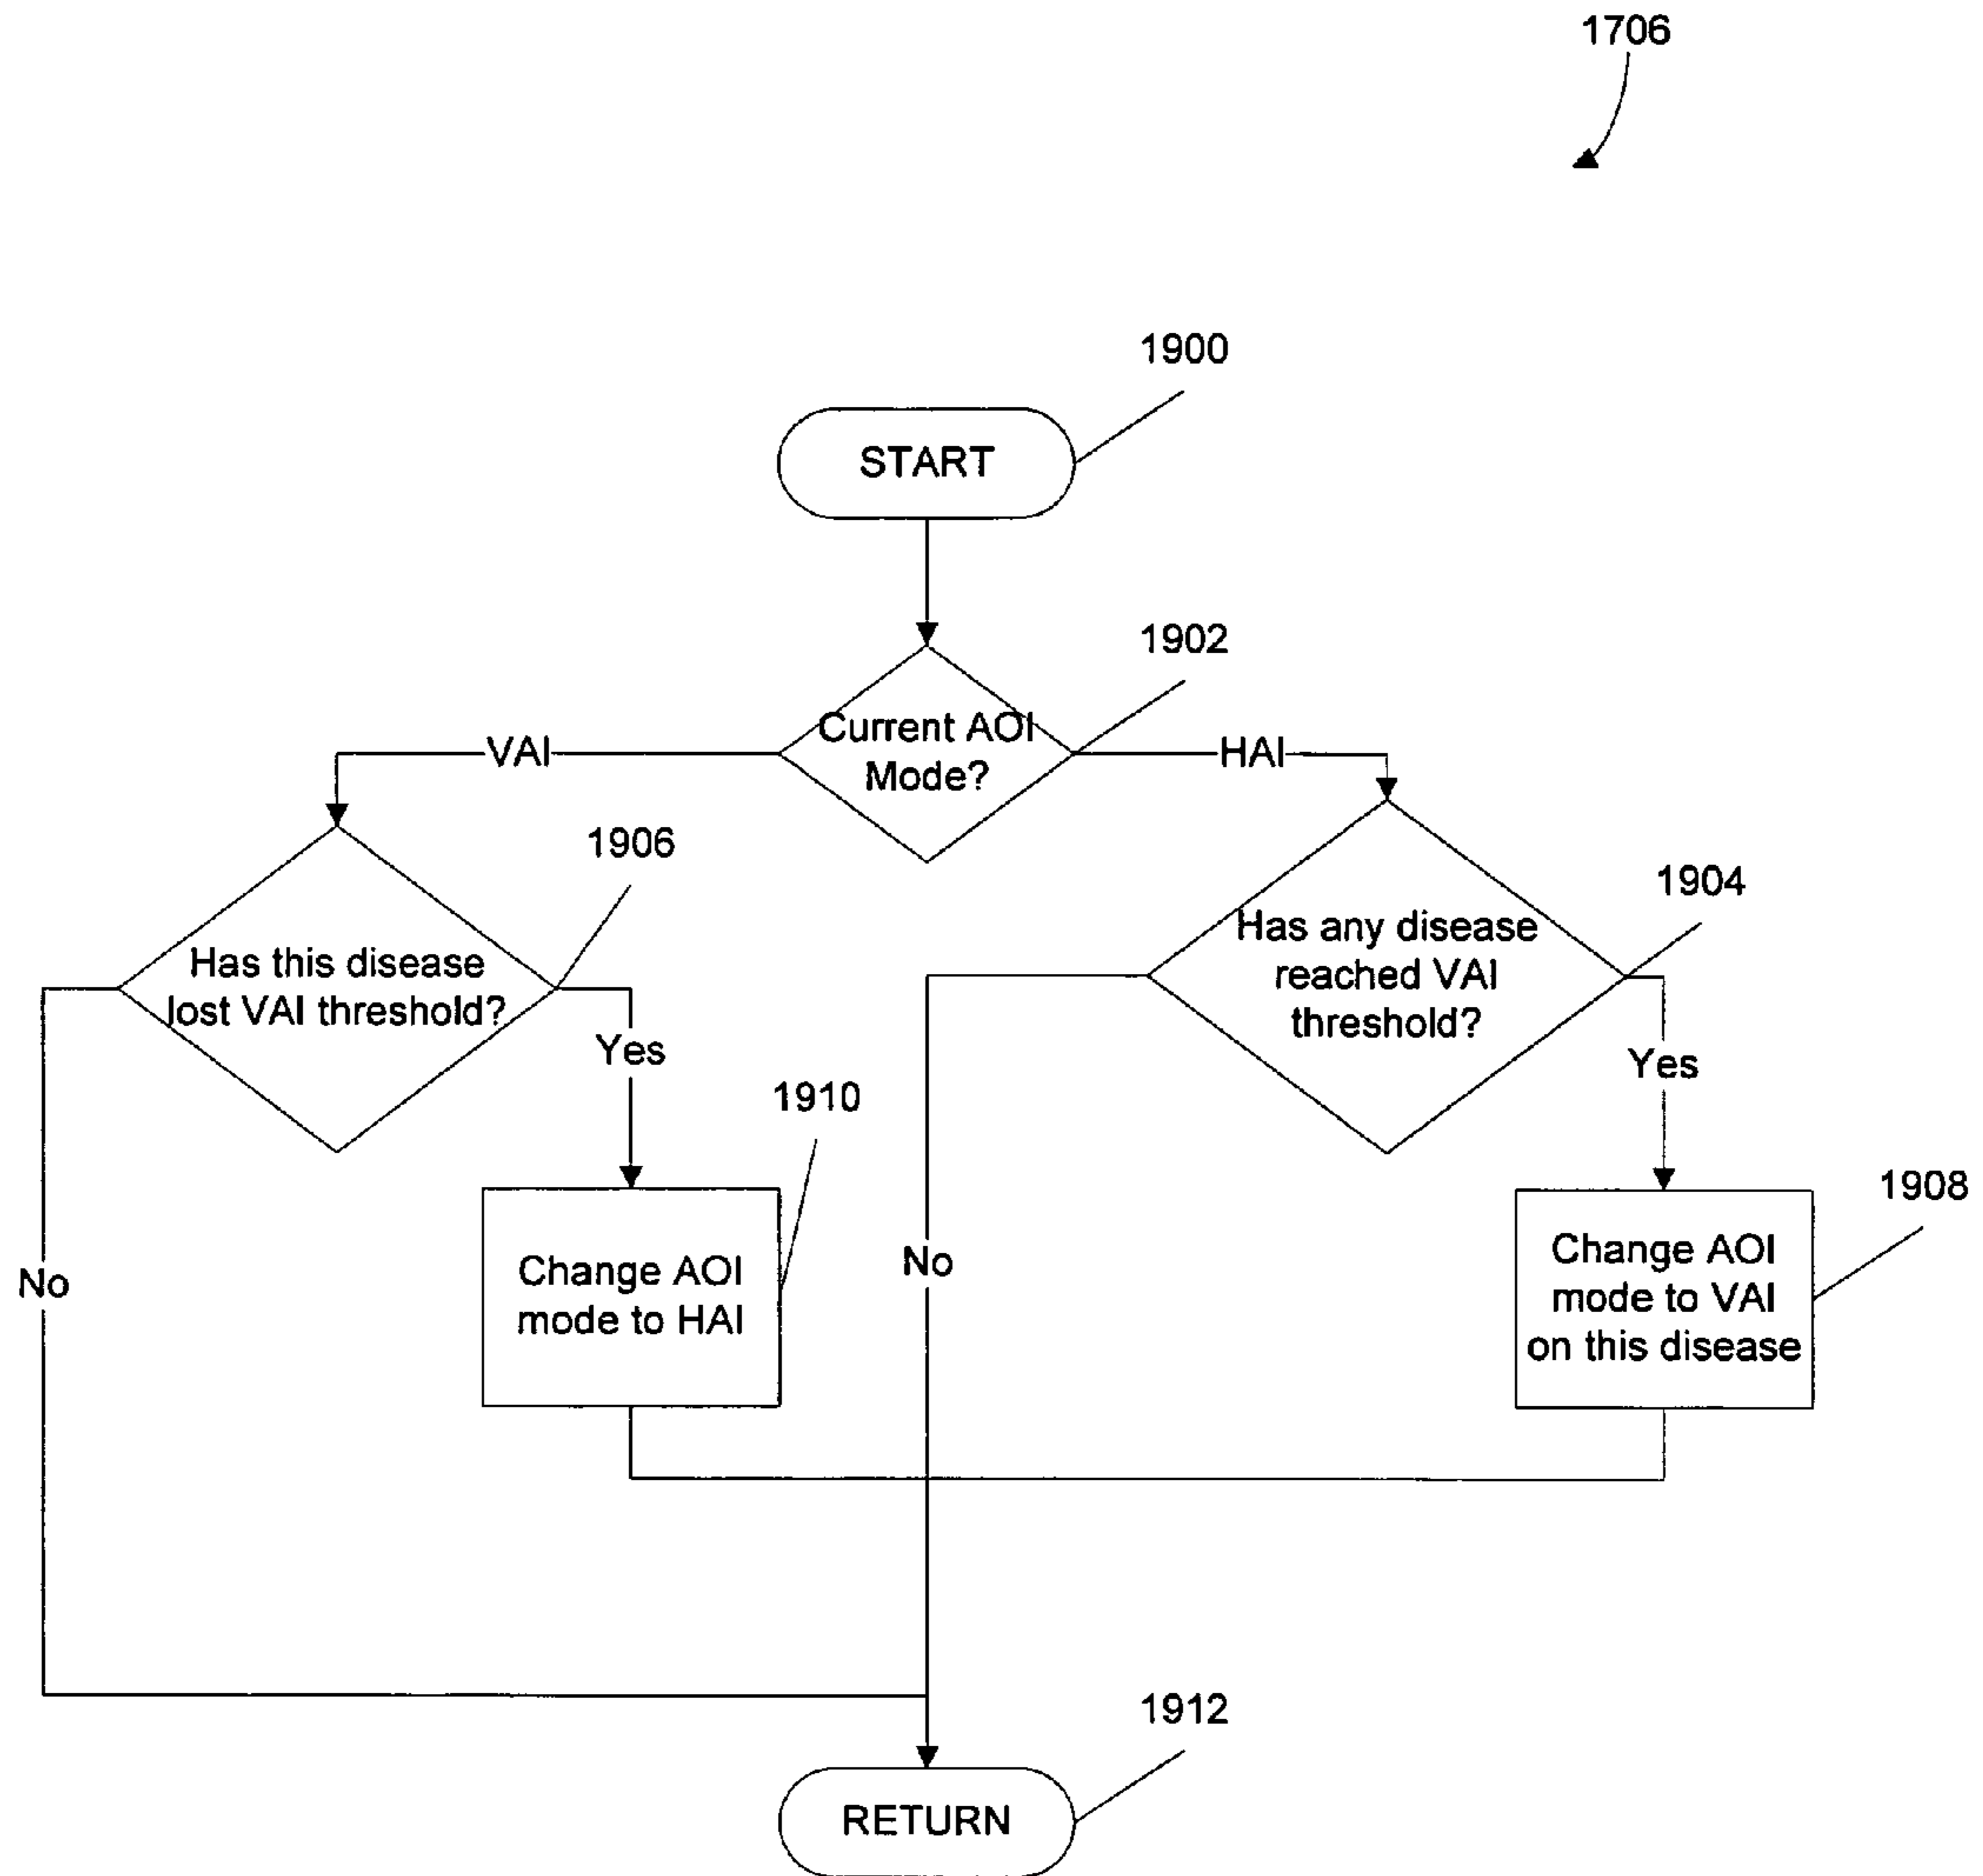 1706
1900
START
1902
Current AOI
Mode?
VAI
HAI
1906
Has this disease
lost VAI threshold?
1904
Has any disease
reached VAI
threshold?
Yes
Yes
1910
Change AOI
mode to HAI
1908
Change AOI
mode to VAI
on this disease
No
No
1912
RETURN